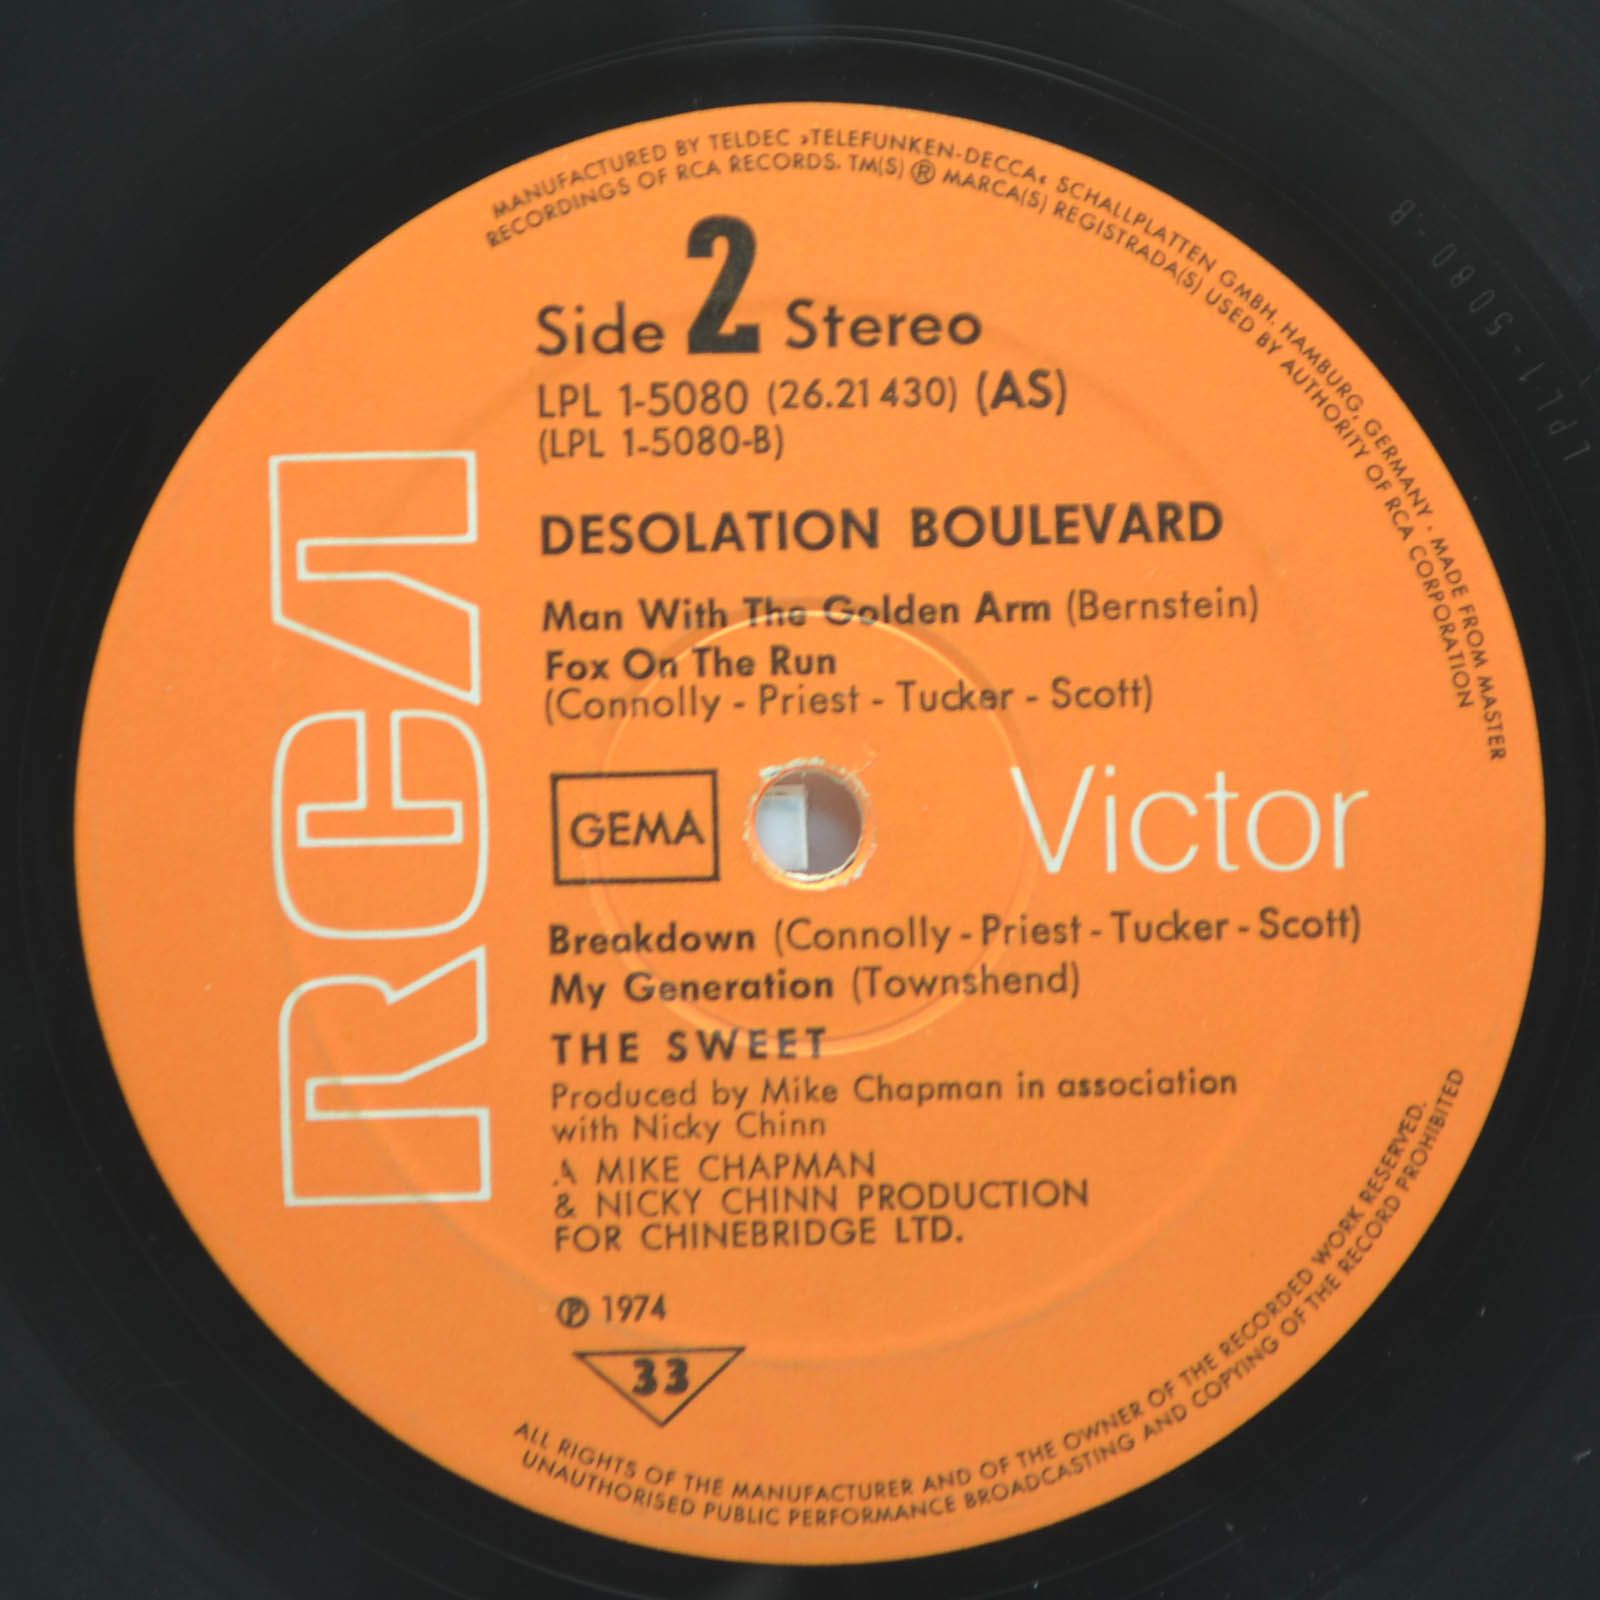 MANUFACTURED BY TELDEC »TELEFUNKEN-DECCA« SCHALLPLATTEN GMBH. HAMBURG, GERMANY · MADE FROM MASTER
RECORDINGS OF RCA RECORDS. TM(S) ® MARCA(S) REGISTRADA(S) USED BY AUTHORITY OF RCA CORPORATION
Side 2 Stereo
LPL 1-5080 (26.21 430) (AS)
(LPL 1-5080-B)
LPL1-5080-B
DESOLATION BOULEVARD
Man With The Golden Arm (Bernstein)
Fox On The Run
(Connolly - Priest - Tucker - Scott)
RCA
GEMA
Victor
Breakdown (Connolly - Priest - Tucker - Scott)
My Generation (Townshend)
THE SWEET
Produced by Mike Chapman in association
with Nicky Chinn
A MIKE CHAPMAN
& NICKY CHINN PRODUCTION
FOR CHINEBRIDGE LTD.
℗ 1974
33
ALL RIGHTS OF THE MANUFACTURER AND OF THE OWNER OF THE RECORDED WORK RESERVED.
UNAUTHORISED PUBLIC PERFORMANCE BROADCASTING AND COPYING OF THE RECORD PROHIBITED